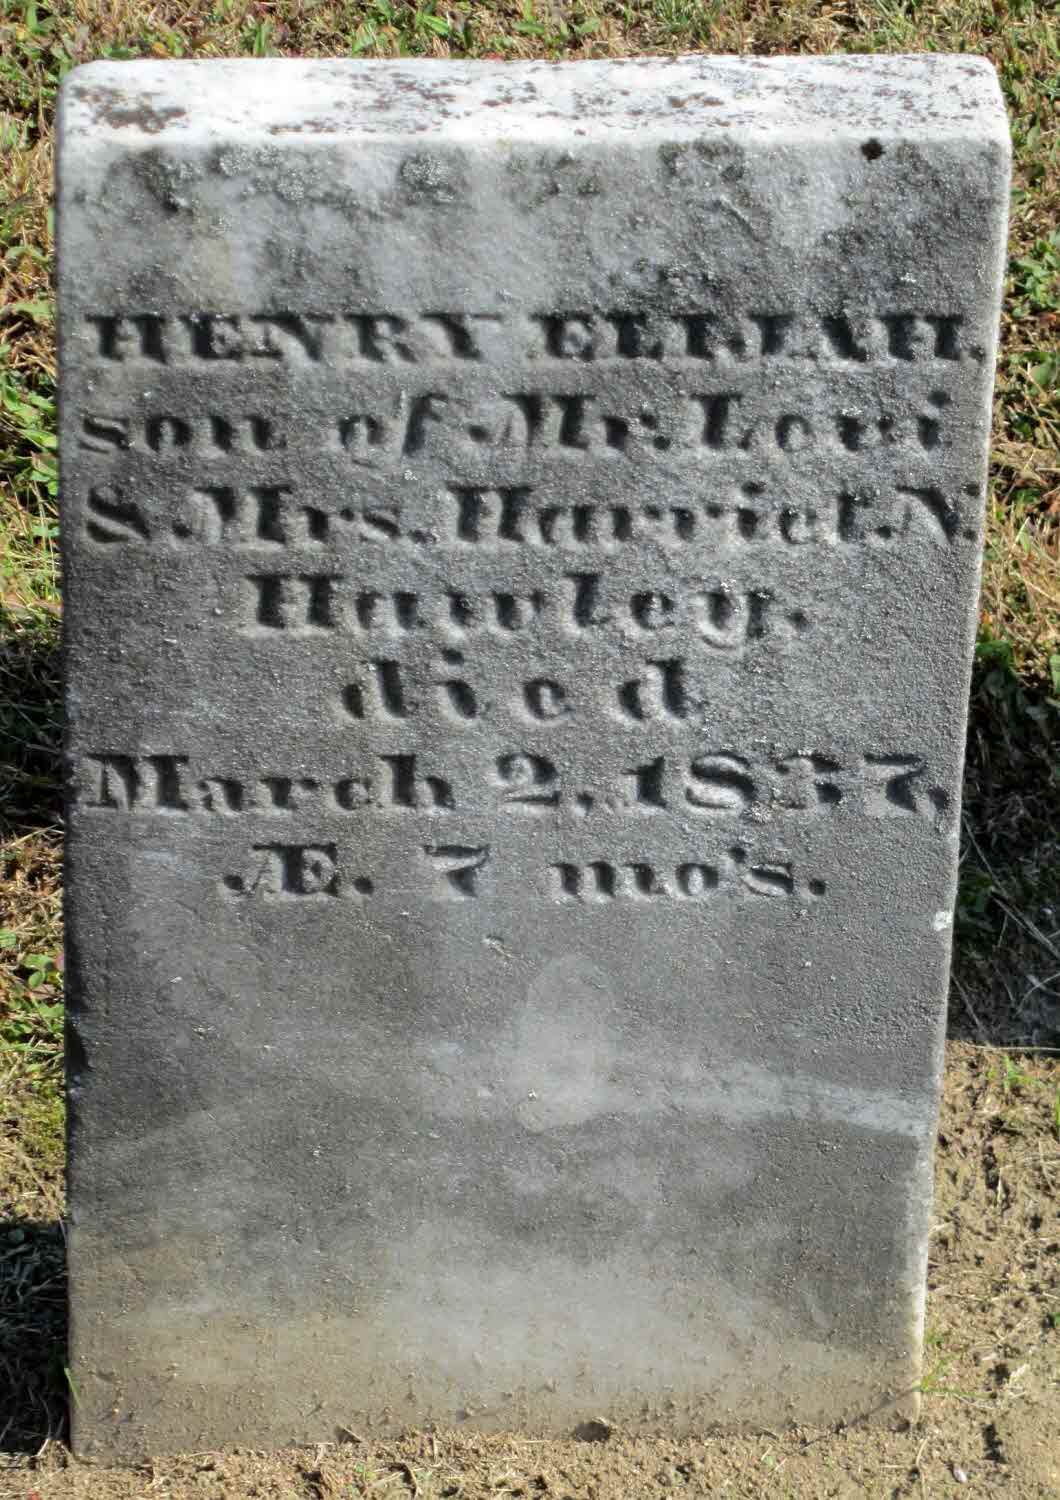 HENRY ELIJAH.
son of Mr. Levi
& Mrs. Harriet. N.
Hawley.
died
March 2, 1837,
Æ. 7 mo's.